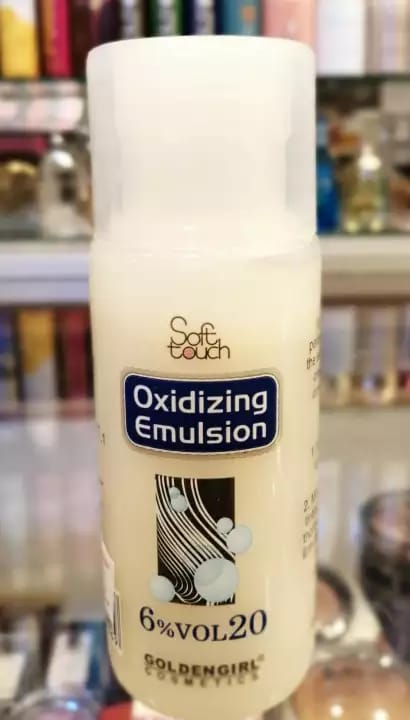 Soft
touch
Oxidizing
Emulsion
6%VOL20
GOLDENGIRL®
COSMETICS